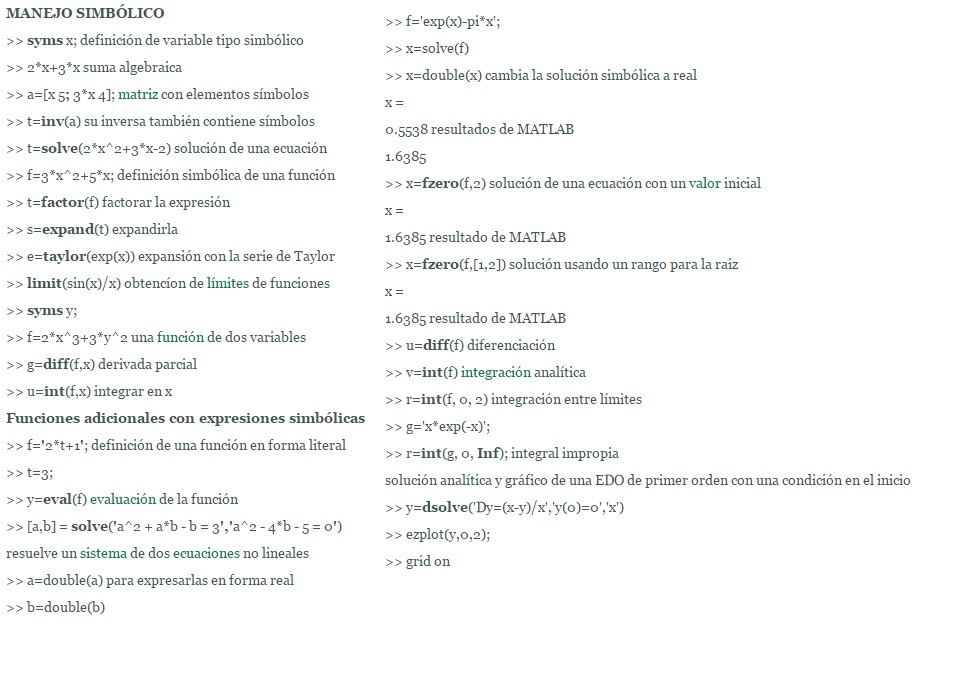 MANEJO SIMBÓLICO
>> syms x; definición de variable tipo simbólico
>> 2*x+3*x suma algebraica
>> a=[x 5; 3*x 4]; matriz con elementos símbolos
>> t=inv(a) su inversa también contiene símbolos
>> t=solve(2*x^2+3*x-2) solución de una ecuación
>> f=3*x^2+5*x; definición simbólica de una función
>> t=factor(f) factorar la expresión
>> s=expand(t) expandirla
>> e=taylor(exp(x)) expansión con la serie de Taylor
>> limit(sin(x)/x) obtencíon de límites de funciones
>> syms y;
>> f=2*x^3+3*y^2 una función de dos variables
>> g=diff(f,x) derivada parcial
>> u=int(f,x) integrar en x
Funciones adicionales con expresiones simbólicas
>> f='2*t+1'; definición de una función en forma literal
>> t=3;
>> y=eval(f) evaluación de la función
>> [a,b] = solve('a^2 + a*b - b = 3','a^2 - 4*b - 5 = 0')
resuelve un sistema de dos ecuaciones no lineales
>> a=double(a) para expresarlas en forma real
>> b=double(b)
>> f='exp(x)-pi*x';
>> x=solve(f)
>> x=double(x) cambia la solución simbólica a real
x =
0.5538 resultados de MATLAB
1.6385
>> x=fzero(f,2) solución de una ecuación con un valor inicial
x =
1.6385 resultado de MATLAB
>> x=fzero(f,[1,2]) solución usando un rango para la raiz
x =
1.6385 resultado de MATLAB
>> u=diff(f) diferenciación
>> v=int(f) integración analítica
>> r=int(f, 0, 2) integración entre límites
>> g='x*exp(-x)';
>> r=int(g, 0, Inf); integral impropia
solución analítica y gráfico de una EDO de primer orden con una condición en el inicio
>> y=dsolve('Dy=(x-y)/x','y(0)=0','x')
>> ezplot(y,0,2);
>> grid on